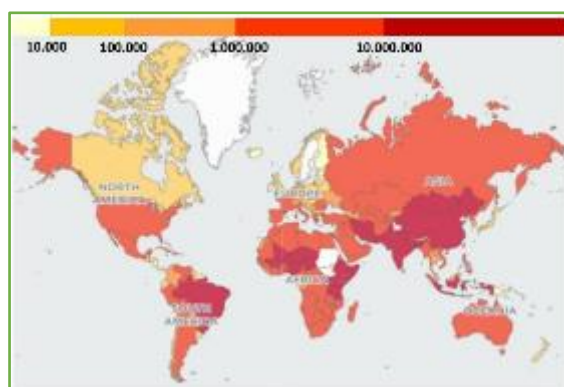 10.000 100.000 1.000.000 10.000.000
NORTH
AMERICA
EUROPE
ASIA
AFRICA
SOUTH
AMERICA
OCEANIA